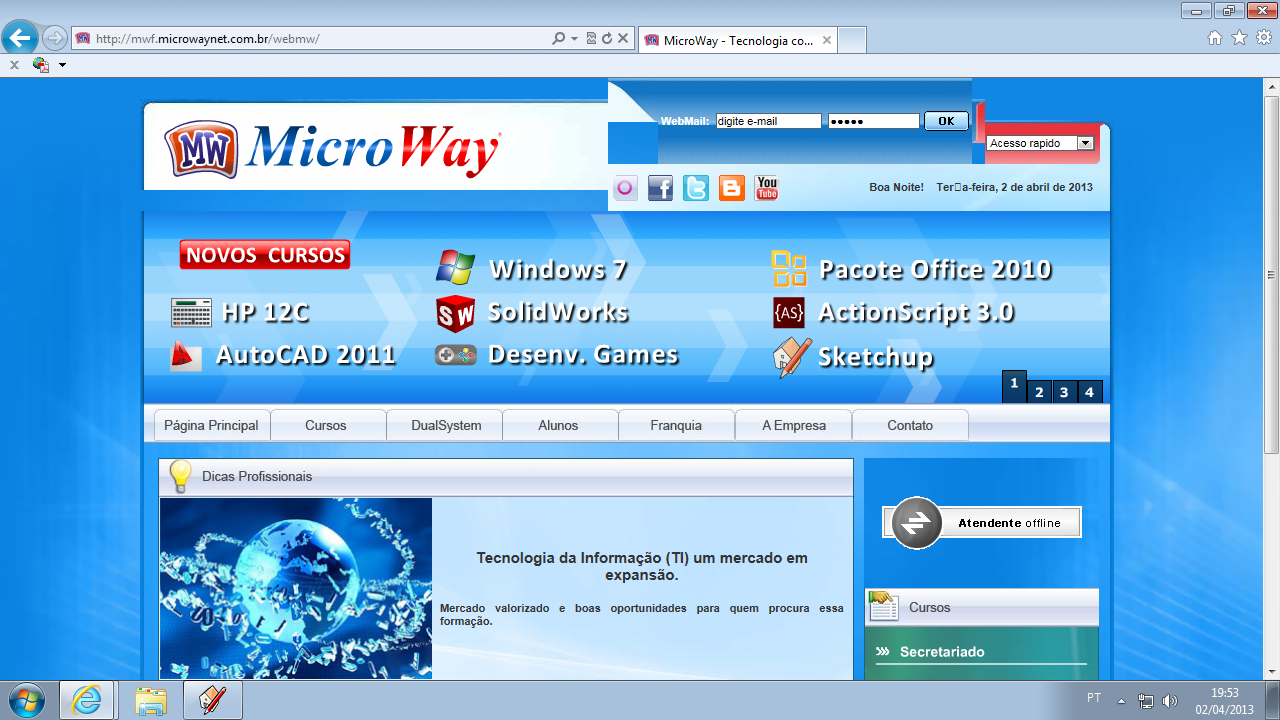 http://mwf.microwaynet.com.br/webmw/
MicroWay - Tecnologia co...
MW MicroWay
WebMail: digite e-mail ••••• OK
Acesso rapido
You Tube
Boa Noite! Ter□a-feira, 2 de abril de 2013
NOVOS CURSOS
Windows 7
Pacote Office 2010
HP 12C
SW SolidWorks
{AS} ActionScript 3.0
AutoCAD 2011
Desenv. Games
Sketchup
1 2 3 4
Página Principal Cursos DualSystem Alunos Franquia A Empresa Contato
Dicas Profissionais
Tecnologia da Informação (TI) um mercado em
expansão.
Mercado valorizado e boas oportunidades para quem procura essa
formação.
Atendente offline
Cursos
Secretariado
PT
19:53
02/04/2013